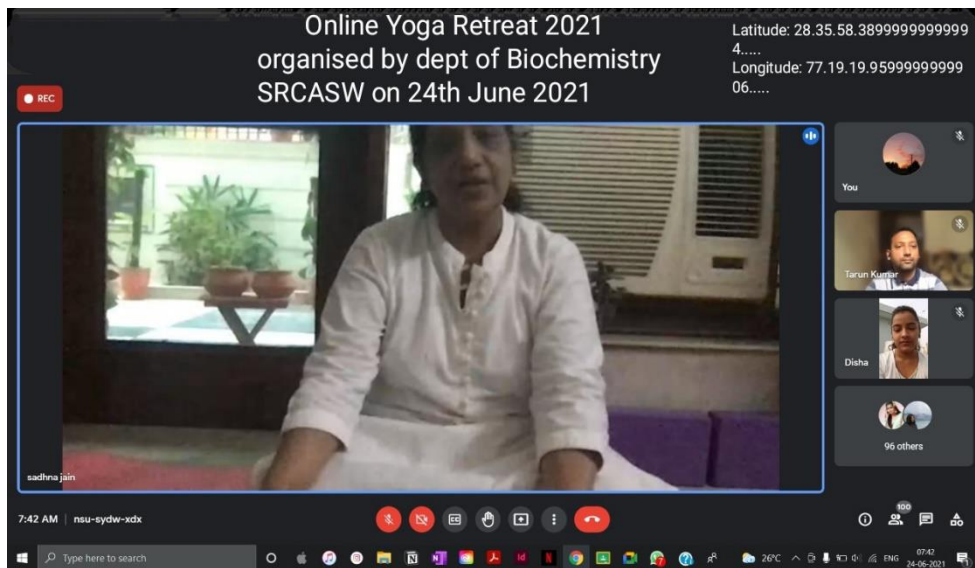 Online Yoga Retreat 2021
organised by dept of Biochemistry
SRCASW on 24th June 2021
Latitude: 28.35.58.3899999999999
4.....
Longitude: 77.19.19.95999999999
06.....
REC
You
Tarun Kumar
Disha
96 others
sadhna jain
7:42 AM | nsu-sydw-xdx
100
Type here to search
26°C
ENG
07:42
24-06-2021